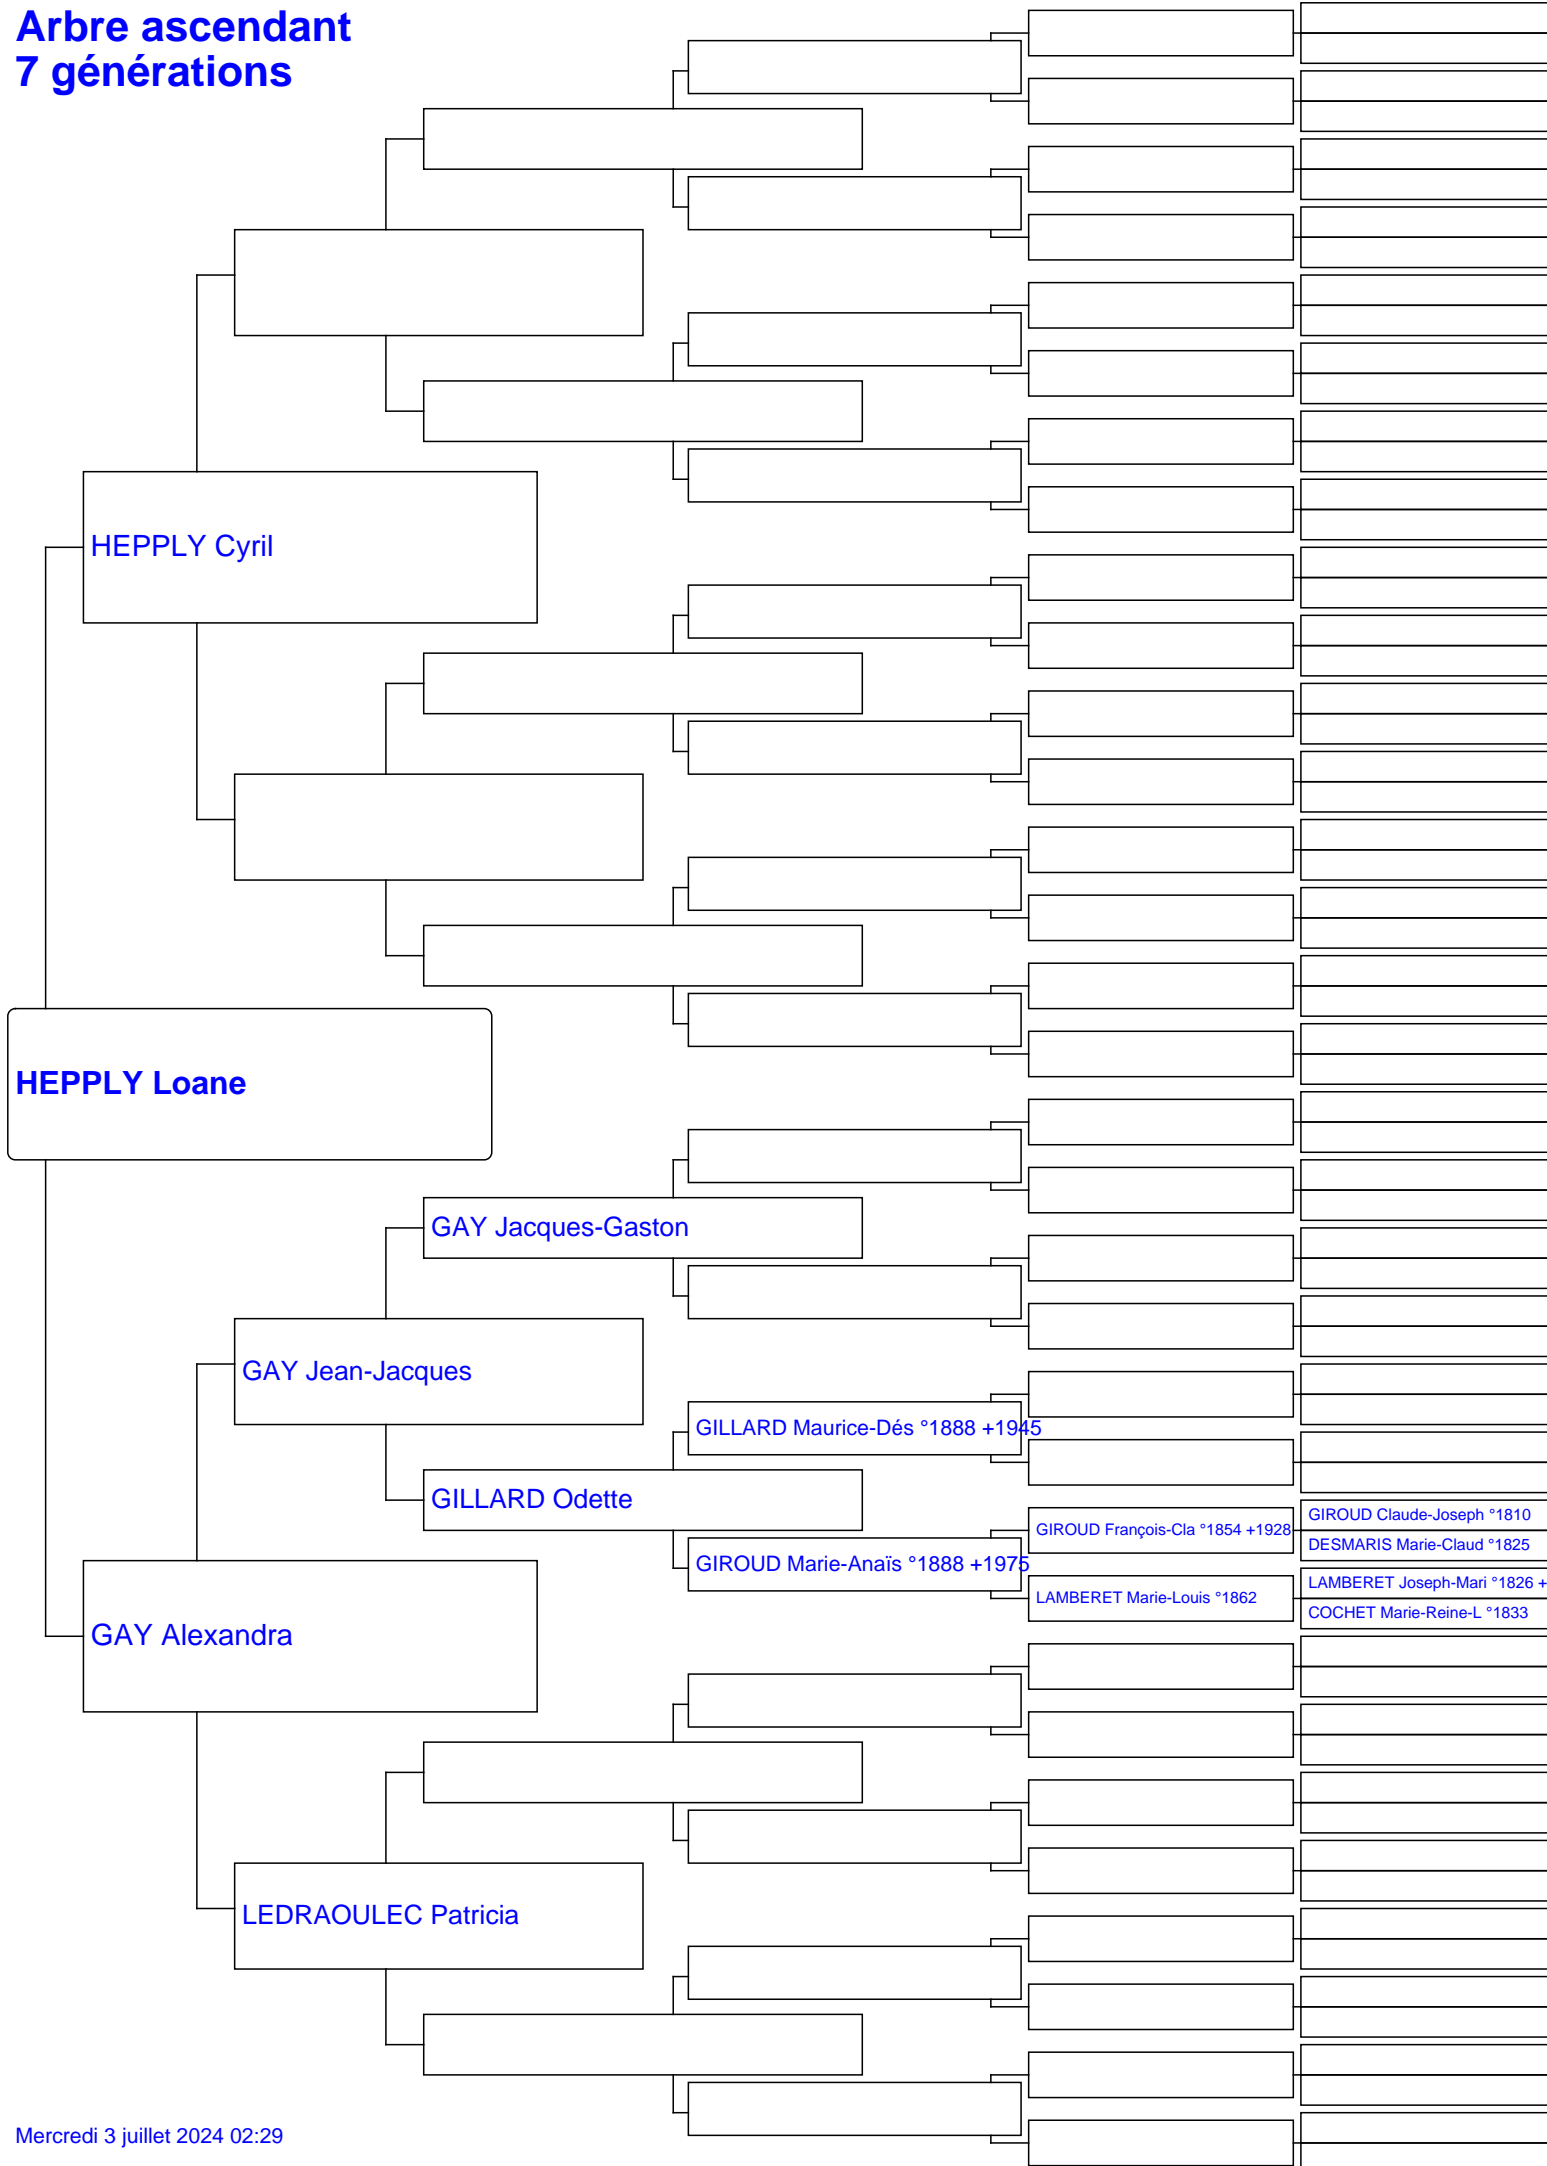 Arbre ascendant
7 générations
HEPPLY Cyril
HEPPLY Loane
GAY Jacques-Gaston
GAY Jean-Jacques
GILLARD Maurice-Dés °1888 +1945
GILLARD Odette
GIROUD Claude-Joseph °1810
GIROUD François-Cla °1854 +1928
DESMARIS Marie-Claud °1825
GIROUD Marie-Anaïs °1888 +1975
LAMBERET Joseph-Mari °1826 +
LAMBERET Marie-Louis °1862
COCHET Marie-Reine-L °1833
GAY Alexandra
LEDRAOULEC Patricia
Mercredi 3 juillet 2024 02:29